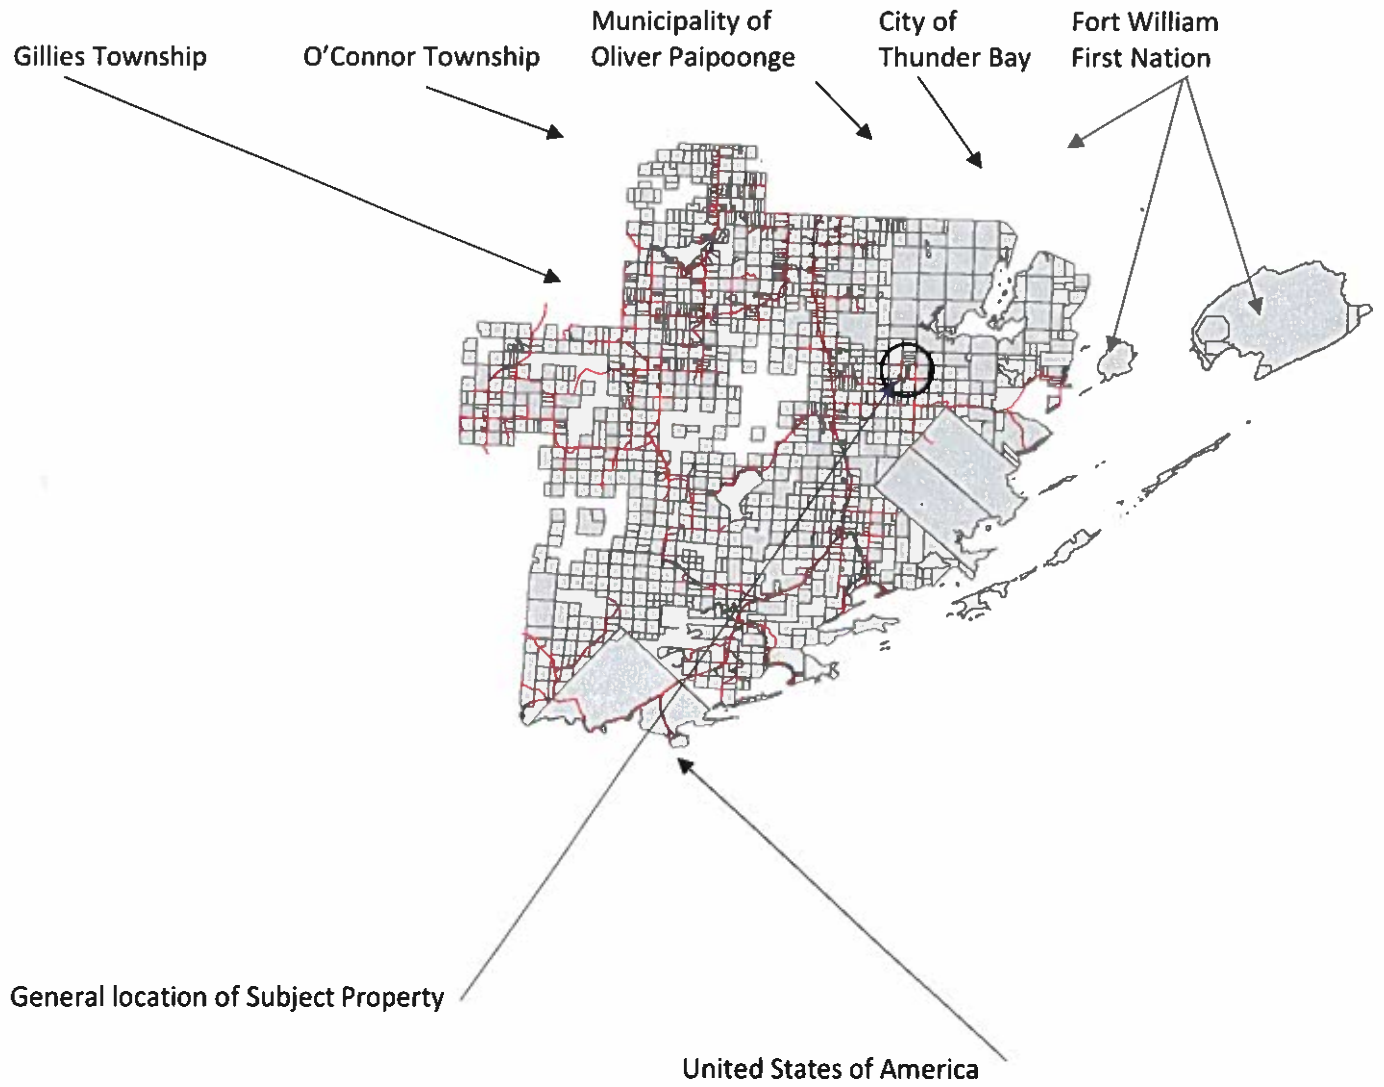 Gillies Township
O'Connor Township
Municipality of
Oliver Paipoonge
City of
Thunder Bay
Fort William
First Nation
General location of Subject Property
United States of America